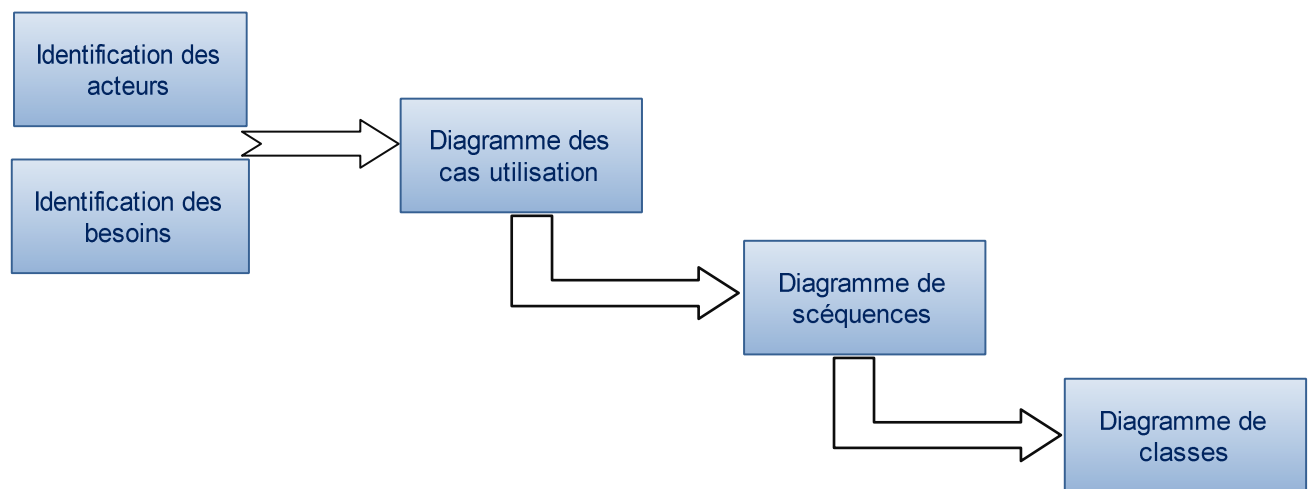 Identification des
acteurs
Identification des
besoins
Diagramme des
cas utilisation
Diagramme de
scéquences
Diagramme de
classes